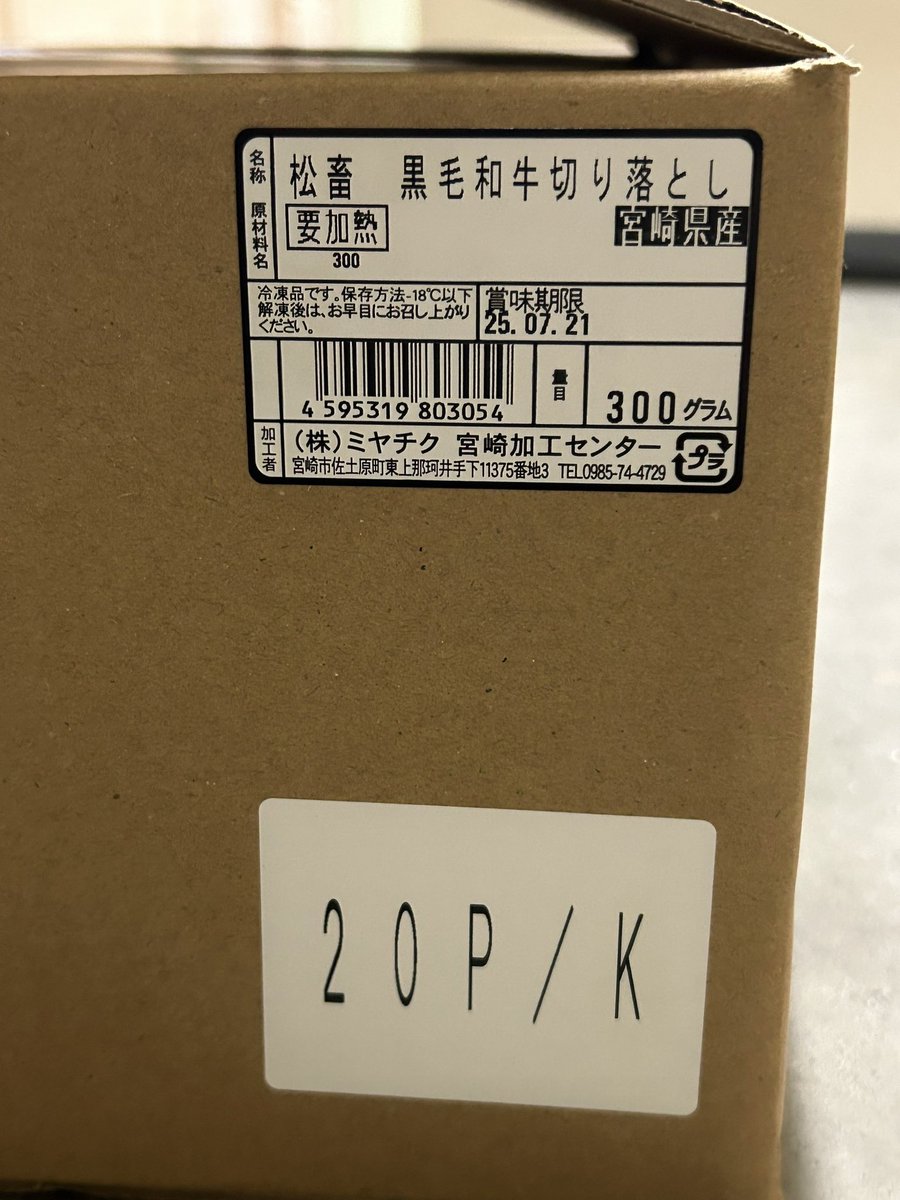 名称 原材料名
松畜 黒毛和牛切り落とし
要加熱
宮崎県産
300
冷凍品です。保存方法-18℃以下
解凍後は、お早目にお召し上がり
ください。
賞味期限
25.07.21
4 595319 803054
量目
300グラム
加工者
(株)ミヤチク 宮崎加工センター
宮崎市佐土原町東上那珂井手下11375番地3 TEL0985-74-4729
プラ
20P/K